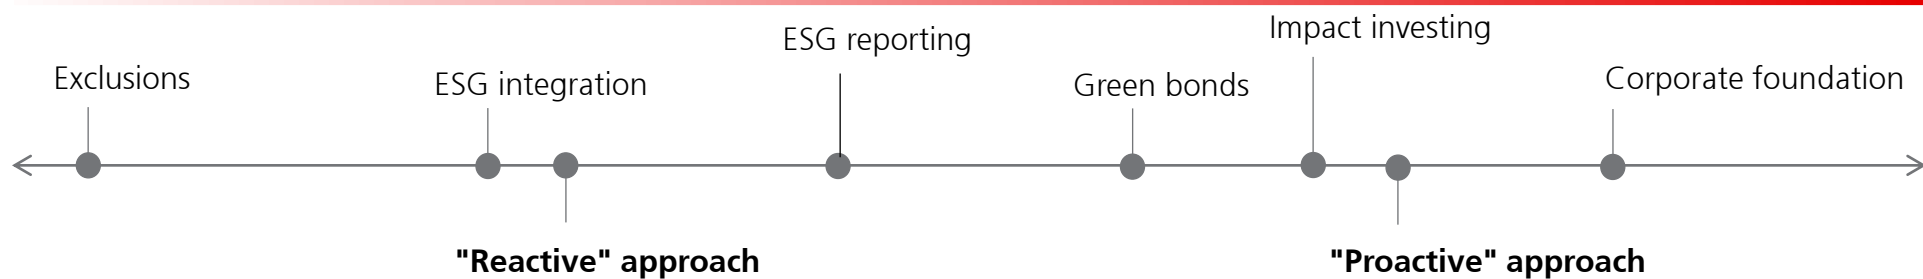 Exclusions
ESG integration
ESG reporting
Green bonds
Impact investing
Corporate foundation
"Reactive" approach
"Proactive" approach